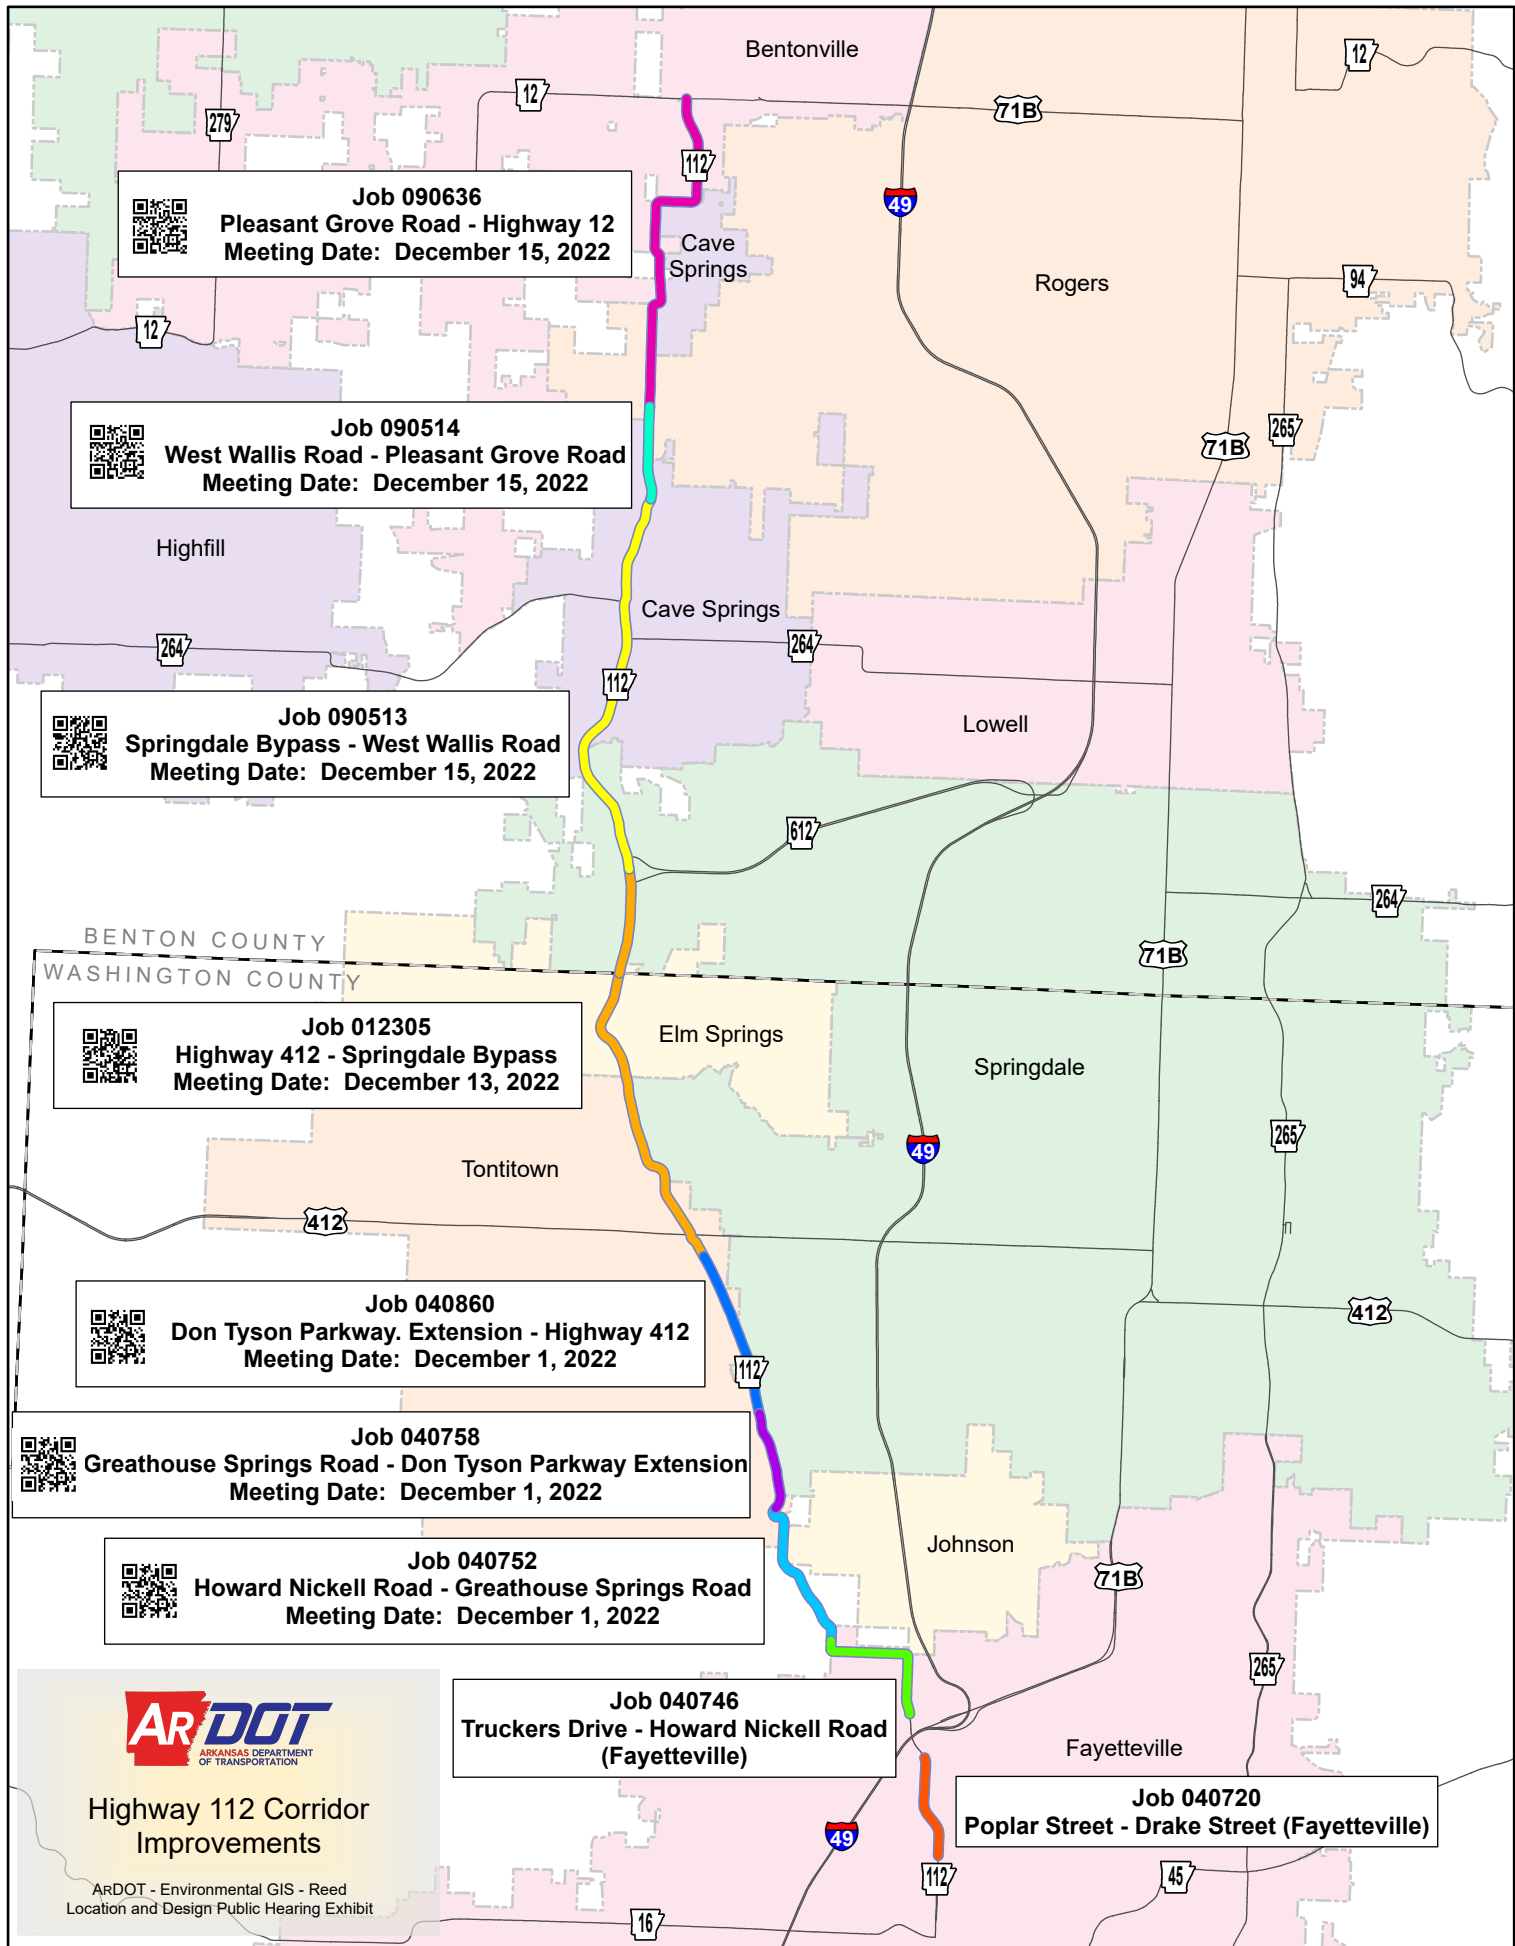 Bentonville
12
12
71B
279
112
49
Job 090636
Pleasant Grove Road - Highway 12
Meeting Date: December 15, 2022
Cave
Springs
Rogers
94
12
Job 090514
West Wallis Road - Pleasant Grove Road
Meeting Date: December 15, 2022
265
71B
Highfill
Cave Springs
264
264
112
Job 090513
Springdale Bypass - West Wallis Road
Meeting Date: December 15, 2022
Lowell
612
264
BENTON COUNTY
WASHINGTON COUNTY
71B
Job 012305
Highway 412 - Springdale Bypass
Meeting Date: December 13, 2022
Elm Springs
Springdale
265
49
Tontitown
412
Job 040860
Don Tyson Parkway. Extension - Highway 412
Meeting Date: December 1, 2022
412
112
Job 040758
Greathouse Springs Road - Don Tyson Parkway Extension
Meeting Date: December 1, 2022
Johnson
Job 040752
Howard Nickell Road - Greathouse Springs Road
Meeting Date: December 1, 2022
71B
265
ARDOT
ARKANSAS DEPARTMENT
OF TRANSPORTATION
Highway 112 Corridor
Improvements
ARDOT - Environmental GIS - Reed
Location and Design Public Hearing Exhibit
Job 040746
Truckers Drive - Howard Nickell Road
(Fayetteville)
Fayetteville
Job 040720
Poplar Street - Drake Street (Fayetteville)
49
112
45
16